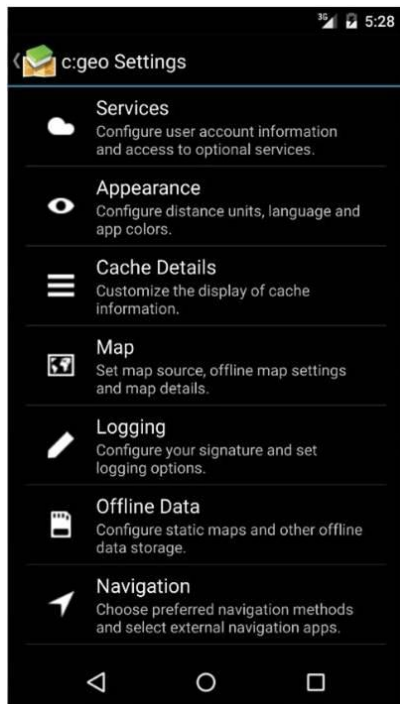 3G 5:28
c:geo Settings
Services
Configure user account information
and access to optional services.
Appearance
Configure distance units, language and
app colors.
Cache Details
Customize the display of cache
information.
Map
Set map source, offline map settings
and map details.
Logging
Configure your signature and set
logging options.
Offline Data
Configure static maps and other offline
data storage.
Navigation
Choose preferred navigation methods
and select external navigation apps.